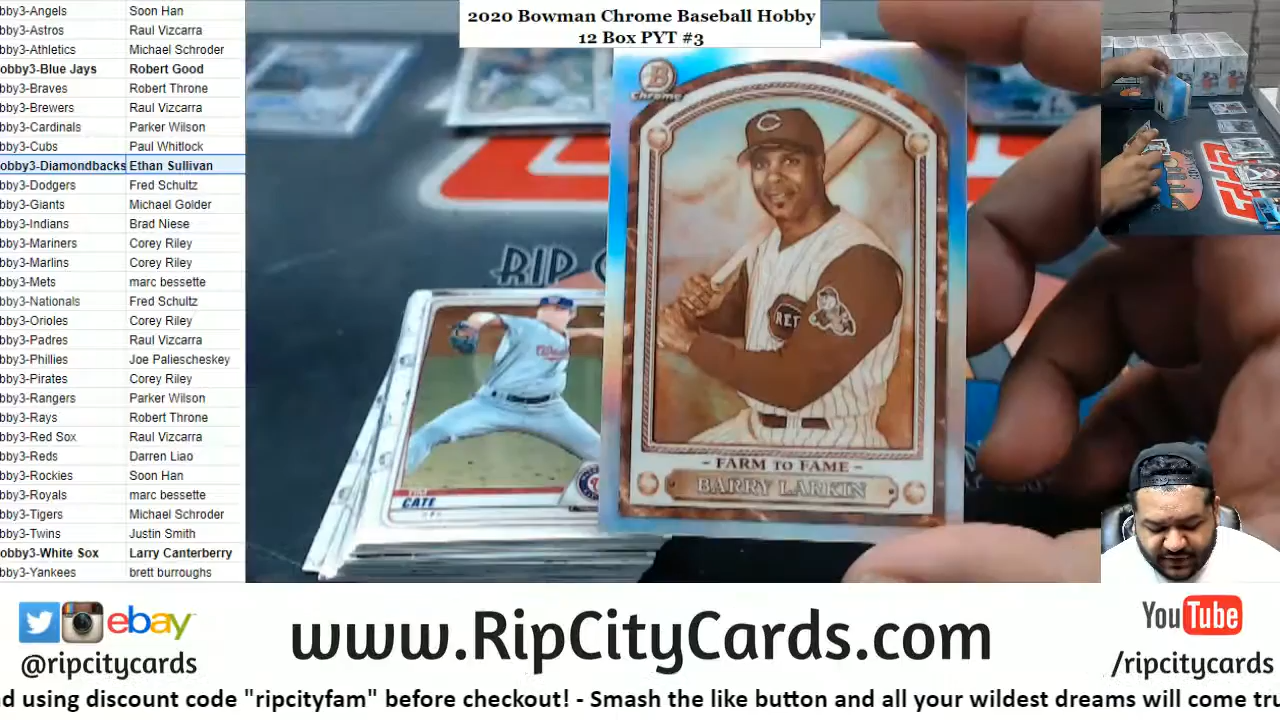 2020 Bowman Chrome Baseball Hobby
12 Box PYT #3
bby3-Angels Soon Han
bby3-Astros Raul Vizcarra
bby3-Athletics Michael Schroder
obby3-Blue Jays Robert Good
bby3-Braves Robert Throne
bby3-Brewers Raul Vizcarra
bby3-Cardinals Parker Wilson
bby3-Cubs Paul Whitlock
obby3-Diamondbacks Ethan Sullivan
bby3-Dodgers Fred Schultz
bby3-Giants Michael Golder
bby3-Indians Brad Niese
bby3-Mariners Corey Riley
bby3-Marlins Corey Riley
bby3-Mets marc bessette
bby3-Nationals Fred Schultz
bby3-Orioles Corey Riley
bby3-Padres Raul Vizcarra
bby3-Phillies Joe Paliescheskey
bby3-Pirates Corey Riley
bby3-Rangers Parker Wilson
bby3-Rays Robert Throne
bby3-Red Sox Raul Vizcarra
bby3-Reds Darren Liao
bby3-Rockies Soon Han
bby3-Royals marc bessette
bby3-Tigers Michael Schroder
bby3-Twins Justin Smith
obby3-White Sox Larry Canterberry
bby3-Yankees brett burroughs
B
Chrome
C
RET
- FARM TO FAME -
BARRY LARKIN
RIP
CATE
ebay
@ripcitycards
www.RipCityCards.com
YouTube
/ripcitycards
d using discount code "ripcityfam" before checkout! - Smash the like button and all your wildest dreams will come tru